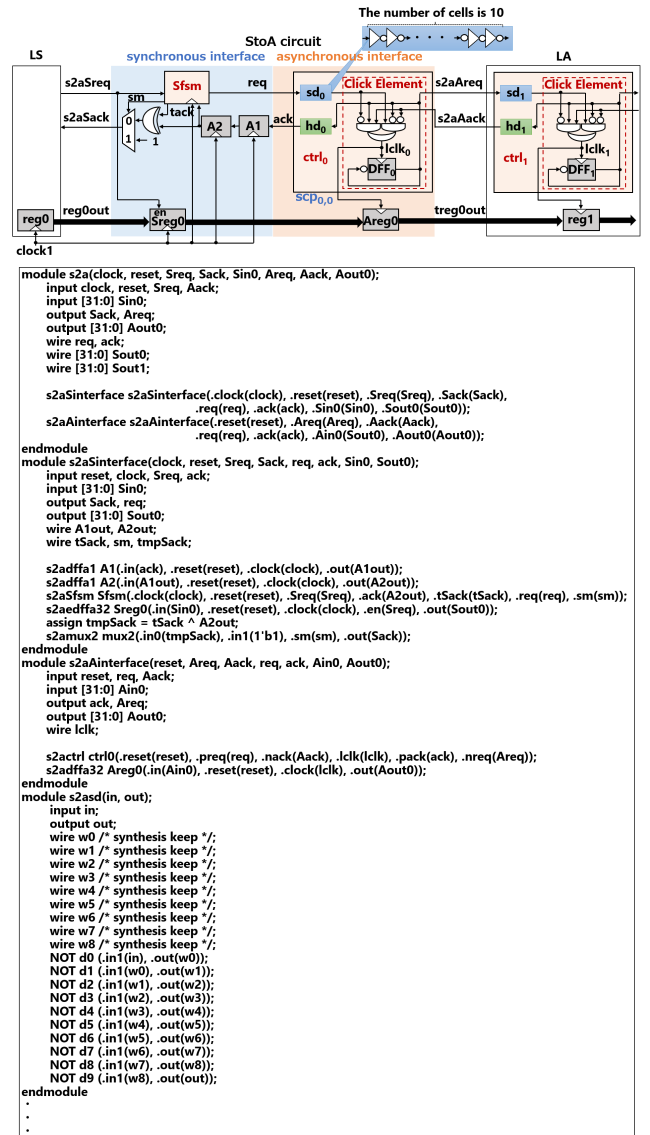 The number of cells is 10
StoA circuit
LS
synchronous interface
asynchronous interface
LA
s2aSreq
sm
Sfsm
req
sd0
Click Element
s2aAreq
sd1
Click Element
s2aSack
0
1
tack
1
A2
A1
ack
hd0
s2aAack
hd1
ctrl0
lclk0
DFF0
ctrl1
lclk1
DFF1
scp0,0
reg0
reg0out
en
Sreg0
Areg0
treg0out
reg1
clock1
module s2a(clock, reset, Sreq, Sack, Sin0, Areq, Aack, Aout0);
input clock, reset, Sreq, Aack;
input [31:0] Sin0;
output Sack, Areq;
output [31:0] Aout0;
wire req, ack;
wire [31:0] Sout0;
wire [31:0] Sout1;
s2aSinterface s2aSinterface(.clock(clock), .reset(reset), .Sreq(Sreq), .Sack(Sack),
.req(req), .ack(ack), .Sin0(Sin0), .Sout0(Sout0));
s2aAinterface s2aAinterface(.reset(reset), .Areq(Areq), .Aack(Aack),
.req(req), .ack(ack), .Ain0(Sout0), .Aout0(Aout0));
endmodule
module s2aSinterface(clock, reset, Sreq, Sack, req, ack, Sin0, Sout0);
input reset, clock, Sreq, ack;
input [31:0] Sin0;
output Sack, req;
output [31:0] Sout0;
wire A1out, A2out;
wire tSack, sm, tmpSack;
s2adffa1 A1(.in(ack), .reset(reset), .clock(clock), .out(A1out));
s2adffa1 A2(.in(A1out), .reset(reset), .clock(clock), .out(A2out));
s2aSfsm Sfsm(.clock(clock), .reset(reset), .Sreq(Sreq), .ack(A2out), .tSack(tSack), .req(req), .sm(sm));
s2aedffa32 Sreg0(.in(Sin0), .reset(reset), .clock(clock), .en(Sreq), .out(Sout0));
assign tmpSack = tSack ^ A2out;
s2amux2 mux2(.in0(tmpSack), .in1(1'b1), .sm(sm), .out(Sack));
endmodule
module s2aAinterface(reset, Areq, Aack, req, ack, Ain0, Aout0);
input reset, req, Aack;
input [31:0] Ain0;
output ack, Areq;
output [31:0] Aout0;
wire lclk;
s2actrl ctrl0(.reset(reset), .preq(req), .nack(Aack), .lclk(lclk), .pack(ack), .nreq(Areq));
s2adffa32 Areg0(.in(Ain0), .reset(reset), .clock(lclk), .out(Aout0));
endmodule
module s2asd(in, out);
input in;
output out;
wire w0 /* synthesis keep */;
wire w1 /* synthesis keep */;
wire w2 /* synthesis keep */;
wire w3 /* synthesis keep */;
wire w4 /* synthesis keep */;
wire w5 /* synthesis keep */;
wire w6 /* synthesis keep */;
wire w7 /* synthesis keep */;
wire w8 /* synthesis keep */;
NOT d0 (.in1(in), .out(w0));
NOT d1 (.in1(w0), .out(w1));
NOT d2 (.in1(w1), .out(w2));
NOT d3 (.in1(w2), .out(w3));
NOT d4 (.in1(w3), .out(w4));
NOT d5 (.in1(w4), .out(w5));
NOT d6 (.in1(w5), .out(w6));
NOT d7 (.in1(w6), .out(w7));
NOT d8 (.in1(w7), .out(w8));
NOT d9 (.in1(w8), .out(out));
endmodule
.
.
.